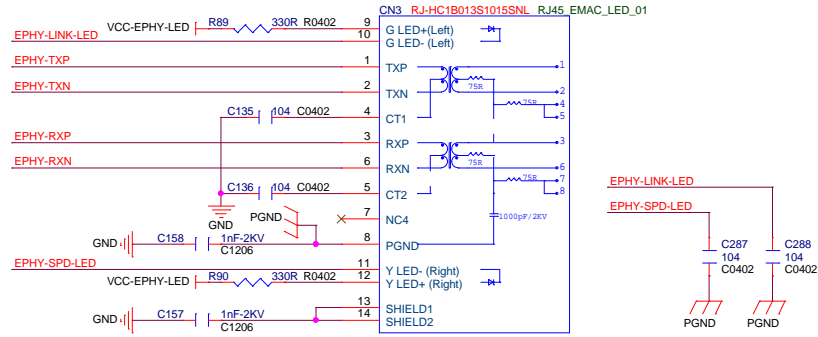 CN3 RJ-HC1B013S1015SNL RJ45_EMAC_LED_01
VCC-EPHY-LED R89 330R R0402 9 G LED+(Left)
EPHY-LINK-LED 10 G LED- (Left)
EPHY-TXP 1 TXP 1
75R
EPHY-TXN 2 TXN 2
75R 4
C135 104 C0402 4 CT1 5
EPHY-RXP 3 RXP 3
75R
EPHY-RXN 6 RXN 6
75R 7
C136 104 C0402 5 CT2 8
EPHY-LINK-LED
GND PGND 7 NC4 1000pF/2KV
EPHY-SPD-LED
GND C158 1nF-2KV C1206 8 PGND
C287 104 C0402
C288 104 C0402
EPHY-SPD-LED 11 Y LED- (Right)
VCC-EPHY-LED R90 330R R0402 12 Y LED+ (Right)
13 SHIELD1
GND C157 1nF-2KV C1206 14 SHIELD2
PGND PGND